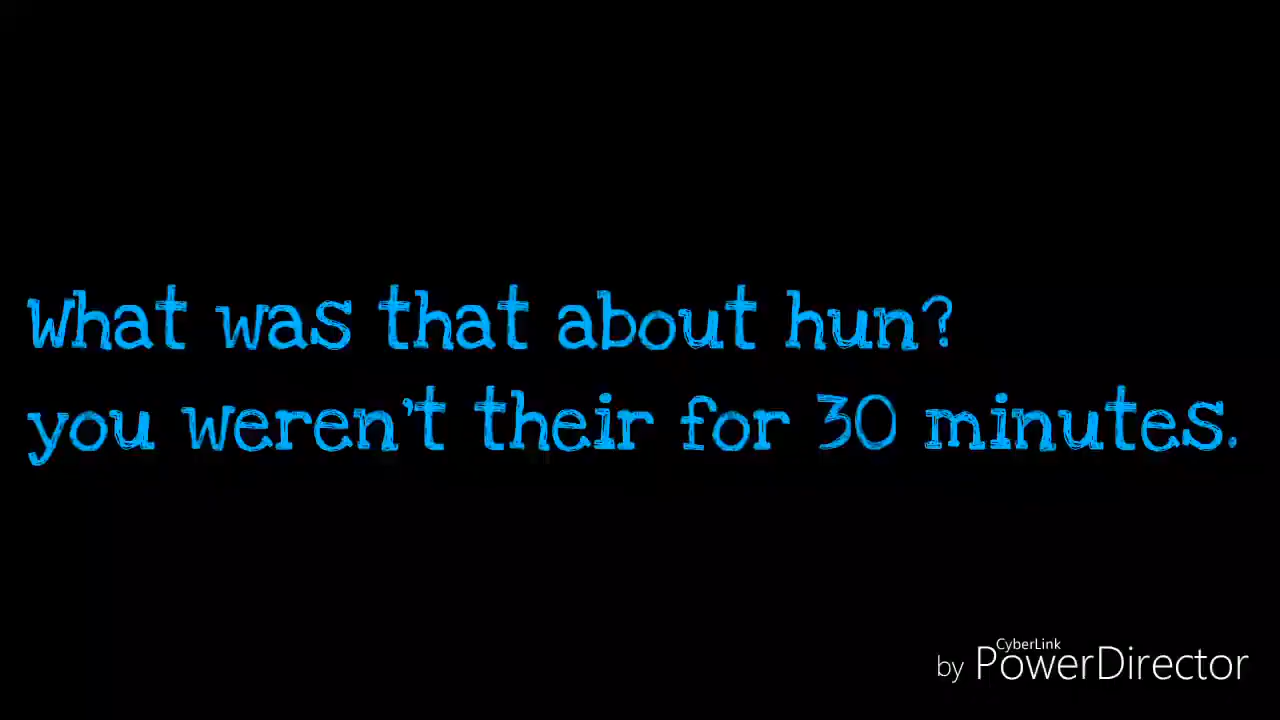 What was that about hun?
you weren't their for 30 minutes.
CyberLink
by PowerDirector